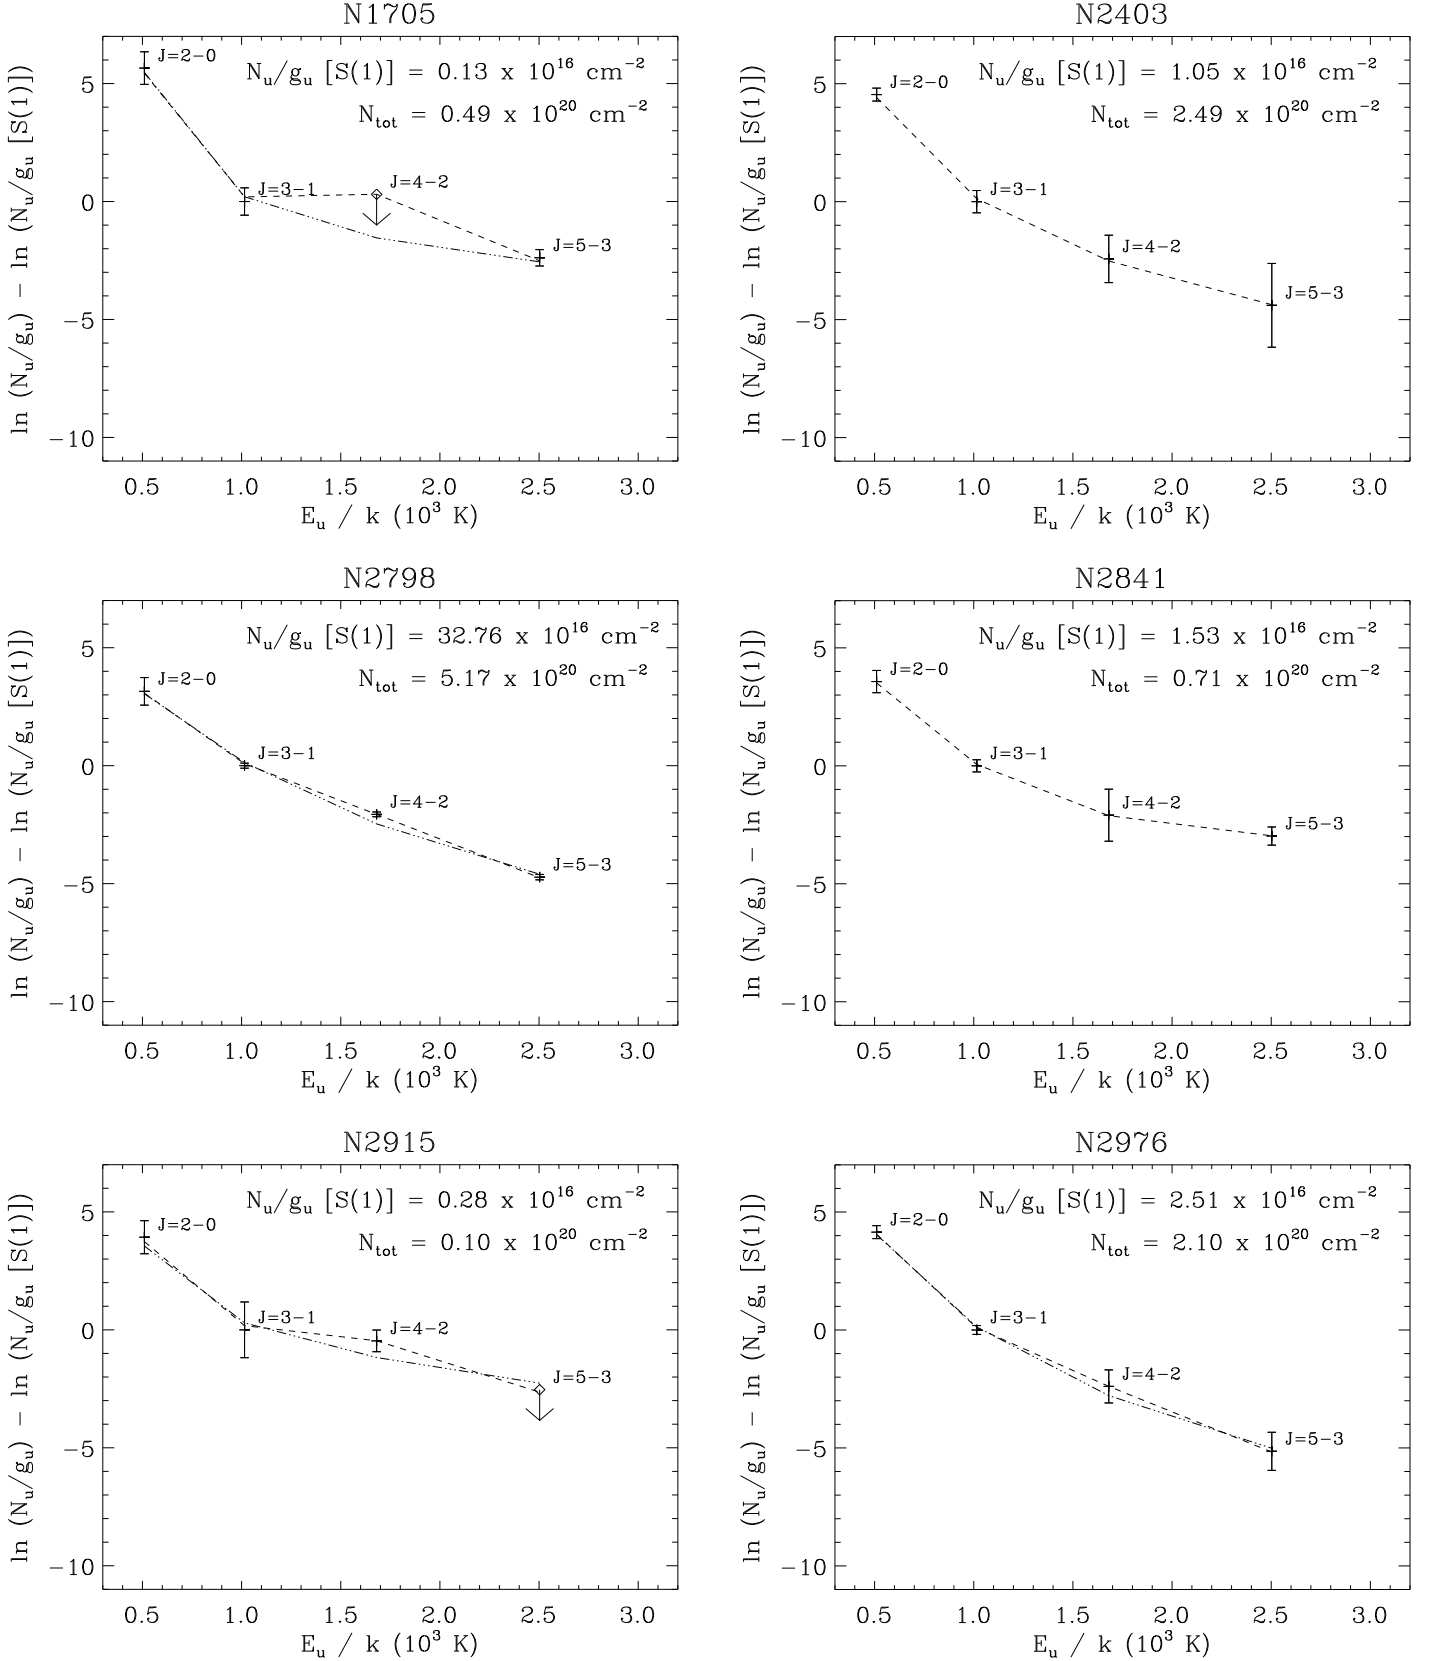 N1705
N_u/g_u [S(1)] = 0.13 x 10^16 cm^−2
N_tot = 0.49 x 10^20 cm^−2
J=2−0
J=3−1
J=4−2
J=5−3
5
0
−5
−10
0.5 1.0 1.5 2.0 2.5 3.0
E_u / k (10^3 K)
ln (N_u/g_u) − ln (N_u/g_u [S(1)])
N2403
N_u/g_u [S(1)] = 1.05 x 10^16 cm^−2
N_tot = 2.49 x 10^20 cm^−2
J=2−0
J=3−1
J=4−2
J=5−3
5
0
−5
−10
0.5 1.0 1.5 2.0 2.5 3.0
E_u / k (10^3 K)
ln (N_u/g_u) − ln (N_u/g_u [S(1)])
N2798
N_u/g_u [S(1)] = 32.76 x 10^16 cm^−2
N_tot = 5.17 x 10^20 cm^−2
J=2−0
J=3−1
J=4−2
J=5−3
5
0
−5
−10
0.5 1.0 1.5 2.0 2.5 3.0
E_u / k (10^3 K)
ln (N_u/g_u) − ln (N_u/g_u [S(1)])
N2841
N_u/g_u [S(1)] = 1.53 x 10^16 cm^−2
N_tot = 0.71 x 10^20 cm^−2
J=2−0
J=3−1
J=4−2
J=5−3
5
0
−5
−10
0.5 1.0 1.5 2.0 2.5 3.0
E_u / k (10^3 K)
ln (N_u/g_u) − ln (N_u/g_u [S(1)])
N2915
N_u/g_u [S(1)] = 0.28 x 10^16 cm^−2
N_tot = 0.10 x 10^20 cm^−2
J=2−0
J=3−1
J=4−2
J=5−3
5
0
−5
−10
0.5 1.0 1.5 2.0 2.5 3.0
E_u / k (10^3 K)
ln (N_u/g_u) − ln (N_u/g_u [S(1)])
N2976
N_u/g_u [S(1)] = 2.51 x 10^16 cm^−2
N_tot = 2.10 x 10^20 cm^−2
J=2−0
J=3−1
J=4−2
J=5−3
5
0
−5
−10
0.5 1.0 1.5 2.0 2.5 3.0
E_u / k (10^3 K)
ln (N_u/g_u) − ln (N_u/g_u [S(1)])